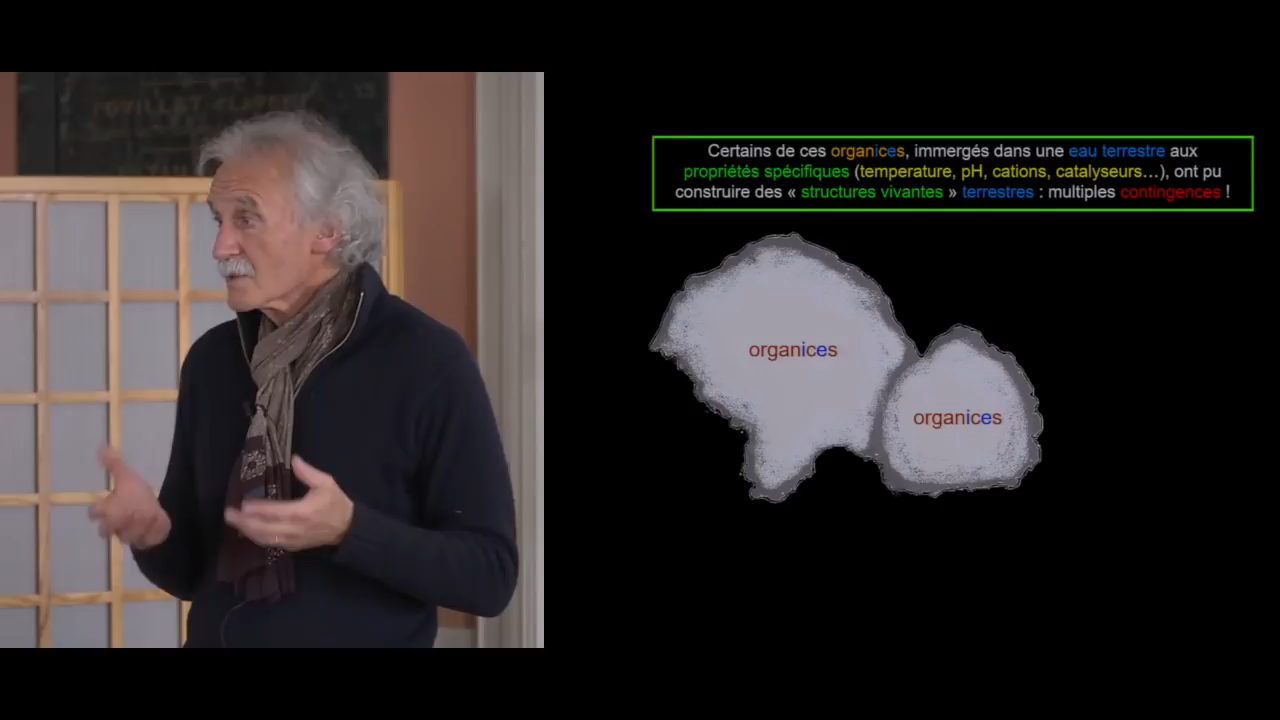 Certains de ces organices, immergés dans une eau terrestre aux
propriétés spécifiques (temperature, pH, cations, catalyseurs…), ont pu
construire des « structures vivantes » terrestres : multiples contingences !
organices
organices